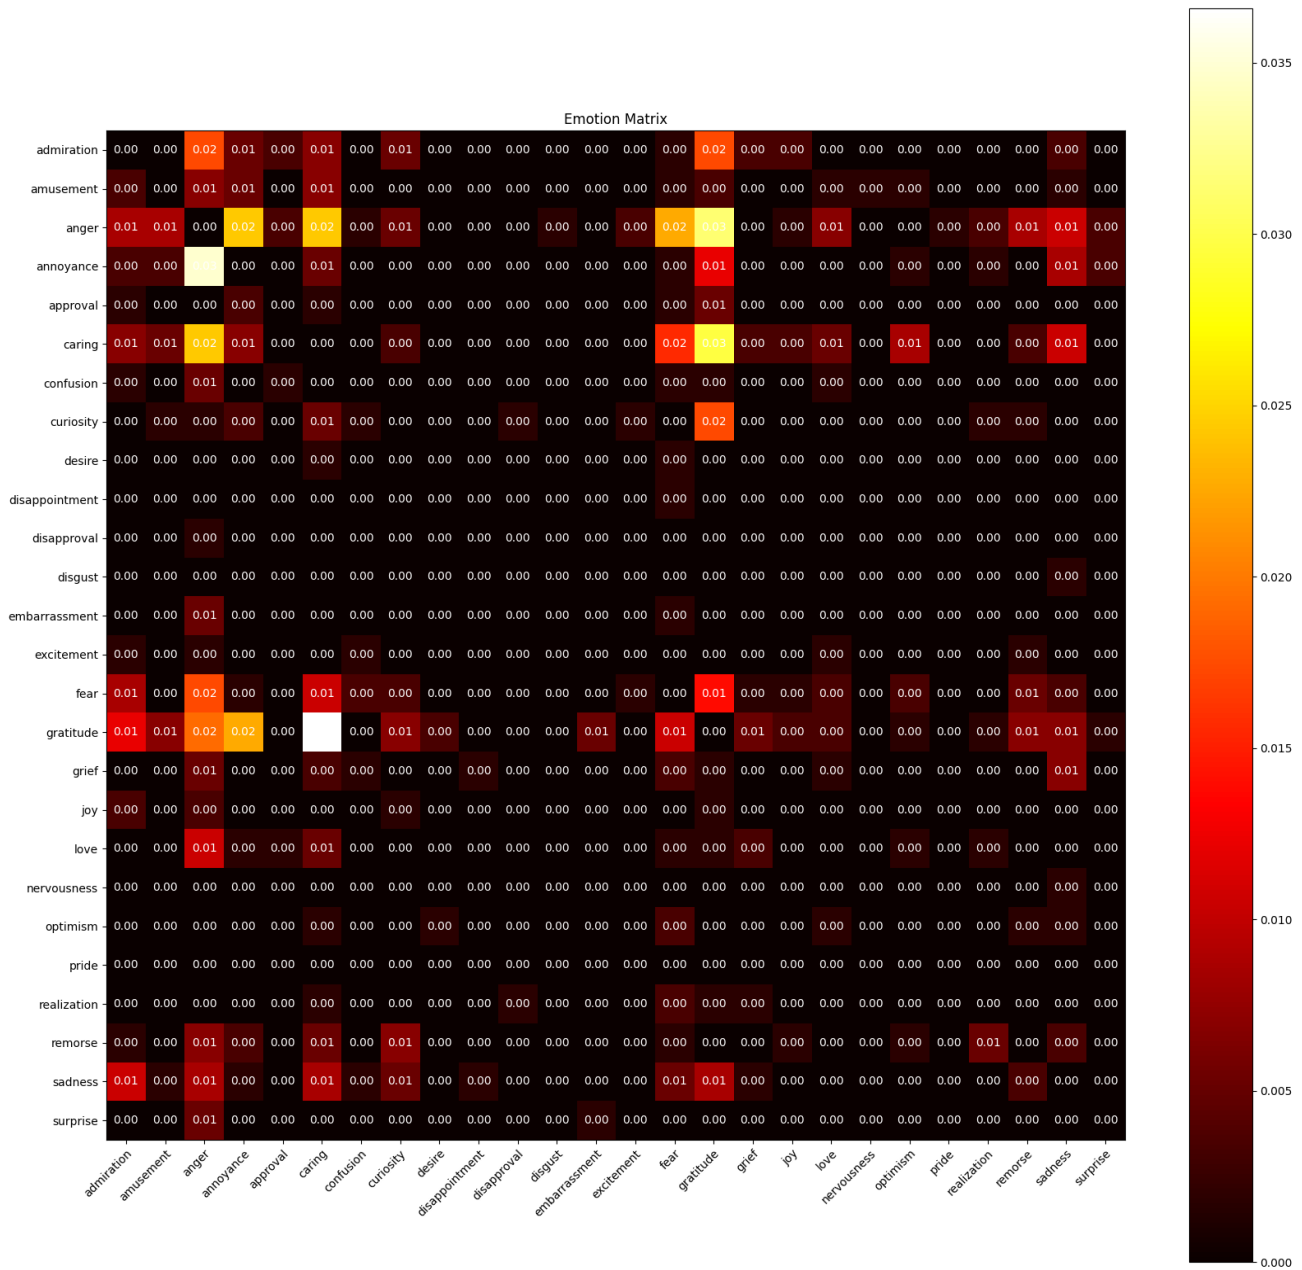 Emotion Matrix
admiration 0.00 0.00 0.02 0.01 0.00 0.01 0.00 0.01 0.00 0.00 0.00 0.00 0.00 0.00 0.00 0.02 0.00 0.00 0.00 0.00 0.00 0.00 0.00 0.00 0.00 0.00
amusement 0.00 0.00 0.01 0.01 0.00 0.01 0.00 0.00 0.00 0.00 0.00 0.00 0.00 0.00 0.00 0.00 0.00 0.00 0.00 0.00 0.00 0.00 0.00 0.00 0.00 0.00
anger 0.01 0.01 0.00 0.02 0.00 0.02 0.00 0.01 0.00 0.00 0.00 0.00 0.00 0.00 0.02 0.03 0.00 0.00 0.01 0.00 0.00 0.00 0.00 0.01 0.01 0.00
annoyance 0.00 0.00 0.00 0.00 0.01 0.00 0.00 0.00 0.00 0.00 0.00 0.00 0.00 0.00 0.01 0.00 0.00 0.00 0.00 0.00 0.00 0.00 0.00 0.01 0.00
approval 0.00 0.00 0.00 0.00 0.00 0.00 0.00 0.00 0.00 0.00 0.00 0.00 0.00 0.00 0.00 0.01 0.00 0.00 0.00 0.00 0.00 0.00 0.00 0.00 0.00 0.00
caring 0.01 0.01 0.02 0.01 0.00 0.00 0.00 0.00 0.00 0.00 0.00 0.00 0.00 0.00 0.02 0.03 0.00 0.00 0.01 0.00 0.01 0.00 0.00 0.00 0.01 0.00
confusion 0.00 0.00 0.01 0.00 0.00 0.00 0.00 0.00 0.00 0.00 0.00 0.00 0.00 0.00 0.00 0.00 0.00 0.00 0.00 0.00 0.00 0.00 0.00 0.00 0.00 0.00
curiosity 0.00 0.00 0.00 0.00 0.00 0.01 0.00 0.00 0.00 0.00 0.00 0.00 0.00 0.00 0.00 0.02 0.00 0.00 0.00 0.00 0.00 0.00 0.00 0.00 0.00 0.00
desire 0.00 0.00 0.00 0.00 0.00 0.00 0.00 0.00 0.00 0.00 0.00 0.00 0.00 0.00 0.00 0.00 0.00 0.00 0.00 0.00 0.00 0.00 0.00 0.00 0.00 0.00
disappointment 0.00 0.00 0.00 0.00 0.00 0.00 0.00 0.00 0.00 0.00 0.00 0.00 0.00 0.00 0.00 0.00 0.00 0.00 0.00 0.00 0.00 0.00 0.00 0.00 0.00 0.00
disapproval 0.00 0.00 0.00 0.00 0.00 0.00 0.00 0.00 0.00 0.00 0.00 0.00 0.00 0.00 0.00 0.00 0.00 0.00 0.00 0.00 0.00 0.00 0.00 0.00 0.00 0.00
disgust 0.00 0.00 0.00 0.00 0.00 0.00 0.00 0.00 0.00 0.00 0.00 0.00 0.00 0.00 0.00 0.00 0.00 0.00 0.00 0.00 0.00 0.00 0.00 0.00 0.00 0.00
embarrassment 0.00 0.00 0.01 0.00 0.00 0.00 0.00 0.00 0.00 0.00 0.00 0.00 0.00 0.00 0.00 0.00 0.00 0.00 0.00 0.00 0.00 0.00 0.00 0.00 0.00 0.00
excitement 0.00 0.00 0.00 0.00 0.00 0.00 0.00 0.00 0.00 0.00 0.00 0.00 0.00 0.00 0.00 0.00 0.00 0.00 0.00 0.00 0.00 0.00 0.00 0.00 0.00 0.00
fear 0.01 0.00 0.02 0.00 0.00 0.01 0.00 0.00 0.00 0.00 0.00 0.00 0.00 0.00 0.00 0.01 0.00 0.00 0.00 0.00 0.00 0.00 0.00 0.01 0.00 0.00
gratitude 0.01 0.01 0.02 0.02 0.00 0.00 0.01 0.00 0.00 0.00 0.00 0.01 0.00 0.01 0.00 0.01 0.00 0.00 0.00 0.00 0.00 0.00 0.01 0.01 0.00
grief 0.00 0.00 0.01 0.00 0.00 0.00 0.00 0.00 0.00 0.00 0.00 0.00 0.00 0.00 0.00 0.00 0.00 0.00 0.00 0.00 0.00 0.00 0.00 0.00 0.01 0.00
joy 0.00 0.00 0.00 0.00 0.00 0.00 0.00 0.00 0.00 0.00 0.00 0.00 0.00 0.00 0.00 0.00 0.00 0.00 0.00 0.00 0.00 0.00 0.00 0.00 0.00 0.00
love 0.00 0.00 0.01 0.00 0.00 0.01 0.00 0.00 0.00 0.00 0.00 0.00 0.00 0.00 0.00 0.00 0.00 0.00 0.00 0.00 0.00 0.00 0.00 0.00 0.00 0.00
nervousness 0.00 0.00 0.00 0.00 0.00 0.00 0.00 0.00 0.00 0.00 0.00 0.00 0.00 0.00 0.00 0.00 0.00 0.00 0.00 0.00 0.00 0.00 0.00 0.00 0.00 0.00
optimism 0.00 0.00 0.00 0.00 0.00 0.00 0.00 0.00 0.00 0.00 0.00 0.00 0.00 0.00 0.00 0.00 0.00 0.00 0.00 0.00 0.00 0.00 0.00 0.00 0.00 0.00
pride 0.00 0.00 0.00 0.00 0.00 0.00 0.00 0.00 0.00 0.00 0.00 0.00 0.00 0.00 0.00 0.00 0.00 0.00 0.00 0.00 0.00 0.00 0.00 0.00 0.00 0.00
realization 0.00 0.00 0.00 0.00 0.00 0.00 0.00 0.00 0.00 0.00 0.00 0.00 0.00 0.00 0.00 0.00 0.00 0.00 0.00 0.00 0.00 0.00 0.00 0.00 0.00 0.00
remorse 0.00 0.00 0.01 0.00 0.00 0.01 0.00 0.01 0.00 0.00 0.00 0.00 0.00 0.00 0.00 0.00 0.00 0.00 0.00 0.00 0.00 0.00 0.01 0.00 0.00 0.00
sadness 0.01 0.00 0.01 0.00 0.00 0.01 0.00 0.01 0.00 0.00 0.00 0.00 0.00 0.00 0.01 0.01 0.00 0.00 0.00 0.00 0.00 0.00 0.00 0.00 0.00 0.00
surprise 0.00 0.00 0.01 0.00 0.00 0.00 0.00 0.00 0.00 0.00 0.00 0.00 0.00 0.00 0.00 0.00 0.00 0.00 0.00 0.00 0.00 0.00 0.00 0.00 0.00 0.00
admiration amusement anger annoyance approval caring confusion curiosity desire disappointment disapproval disgust embarrassment excitement fear gratitude grief joy love nervousness optimism pride realization remorse sadness surprise
0.035
0.030
0.025
0.020
0.015
0.010
0.005
0.000